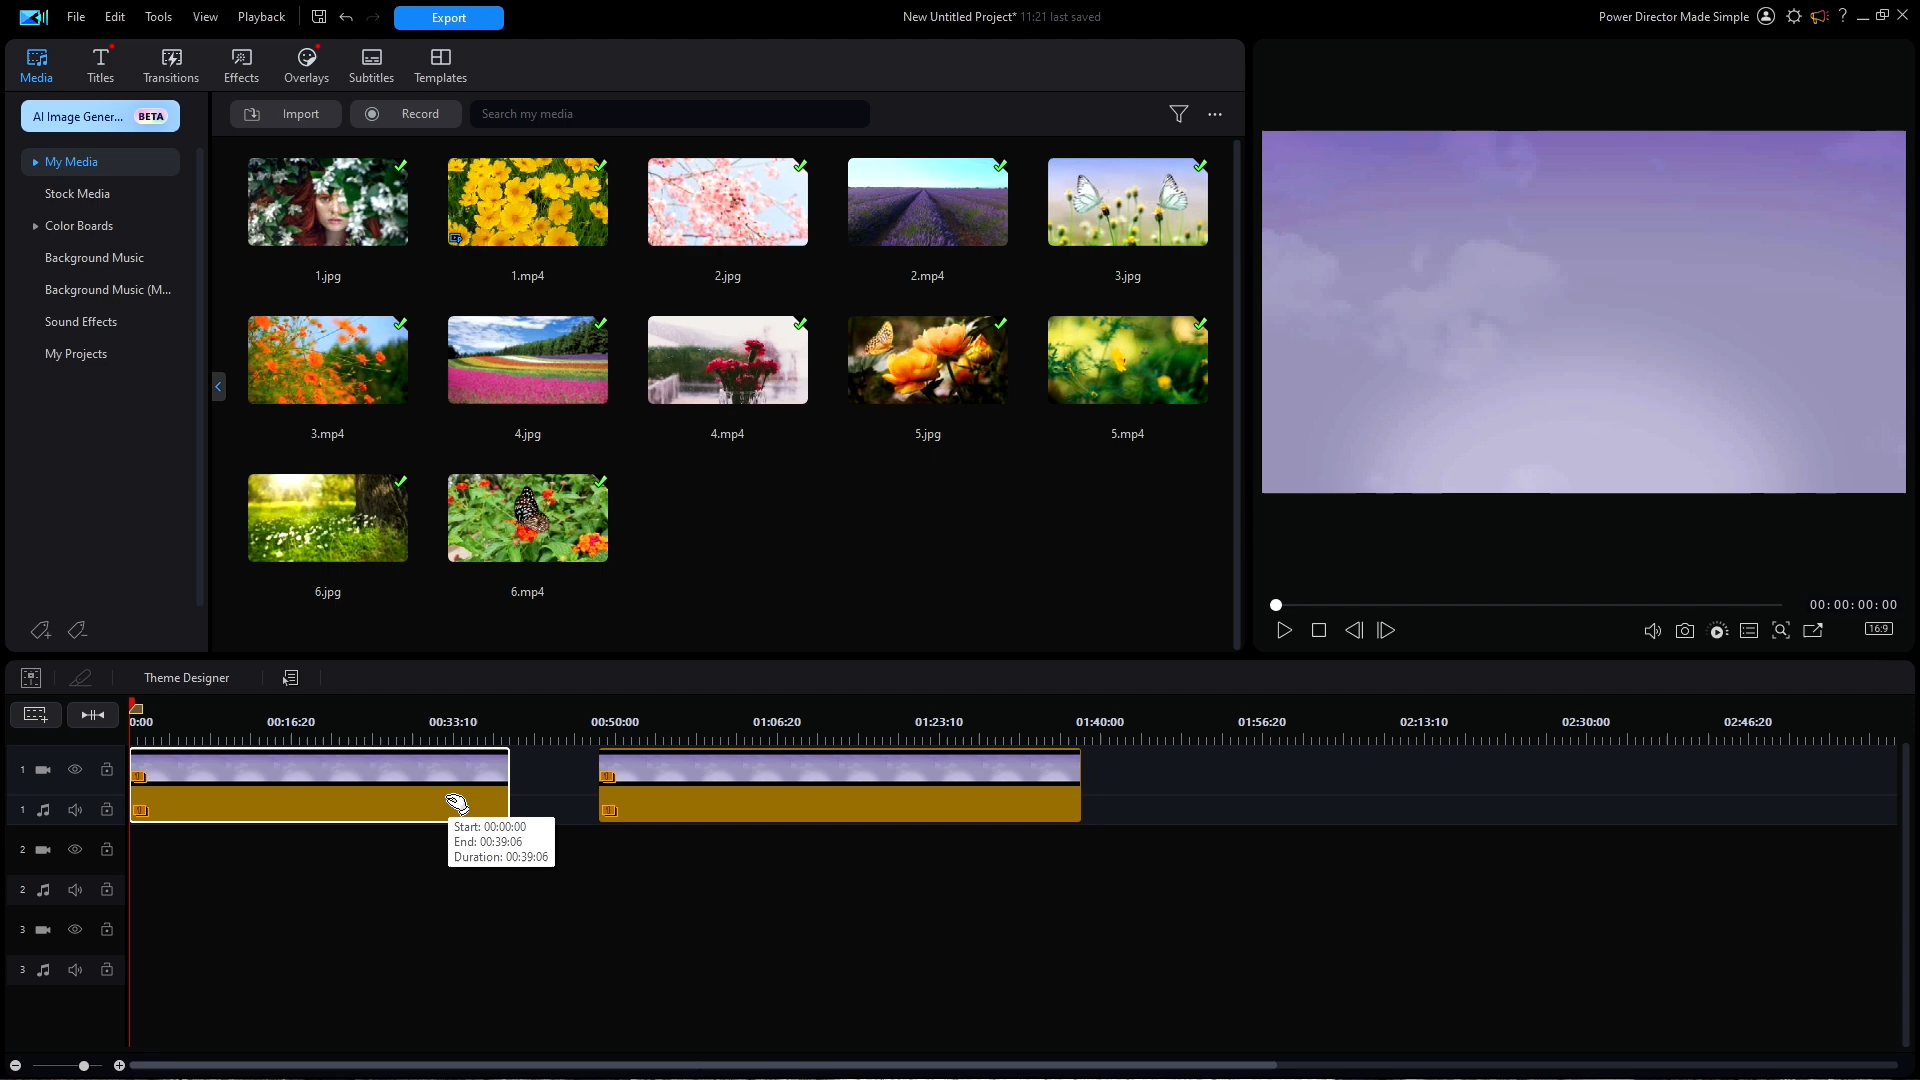 File Edit Tools View Playback Export New Untitled Project* 11:21 last saved Power Director Made Simple ?
Media Titles Transitions Effects Overlays Subtitles Templates
AI Image Gener... BETA Import Record Search my media ...
My Media
Stock Media
Color Boards
Background Music
Background Music (M...
Sound Effects
My Projects
1.jpg 1.mp4 2.jpg 2.mp4 3.jpg
3.mp4 4.jpg 4.mp4 5.jpg 5.mp4
6.jpg 6.mp4
00:00:00:00
16:9
Theme Designer
0:00 00:16:20 00:33:10 00:50:00 01:06:20 01:23:10 01:40:00 01:56:20 02:13:10 02:30:00 02:46:20
1
1
Start: 00:00:00
End: 00:39:06
Duration: 00:39:06
2
2
3
3